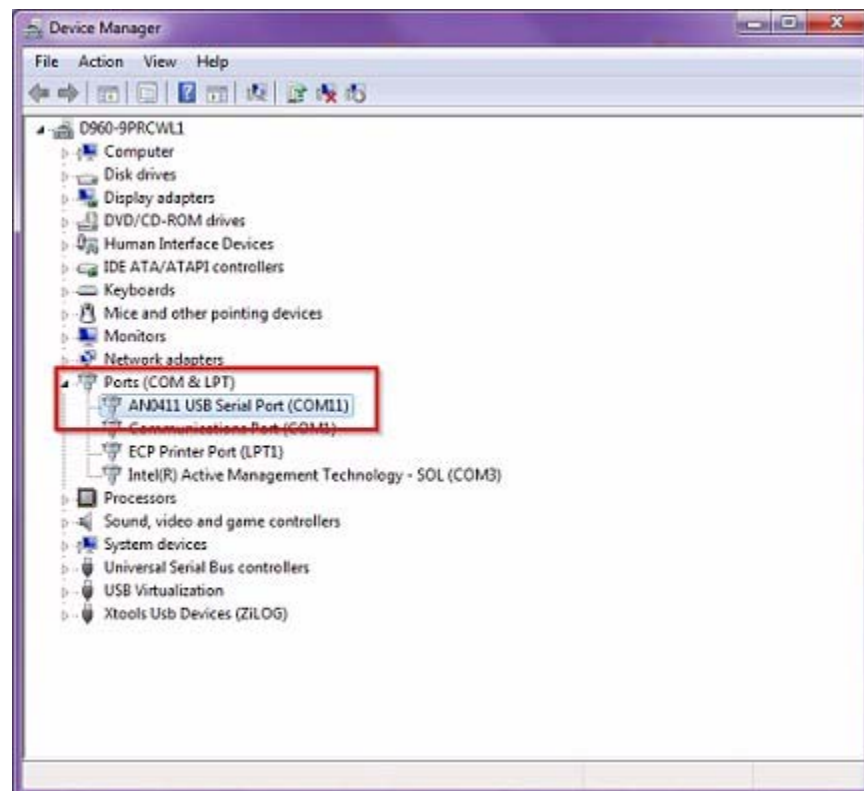 Device Manager
File Action View Help
D960-9PRCWL1
Computer
Disk drives
Display adapters
DVD/CD-ROM drives
Human Interface Devices
IDE ATA/ATAPI controllers
Keyboards
Mice and other pointing devices
Monitors
Network adapters
Ports (COM & LPT)
AN0411 USB Serial Port (COM11)
Communications Port (COM1)
ECP Printer Port (LPT1)
Intel(R) Active Management Technology - SOL (COM3)
Processors
Sound, video and game controllers
System devices
Universal Serial Bus controllers
USB Virtualization
Xtools Usb Devices (ZiLOG)